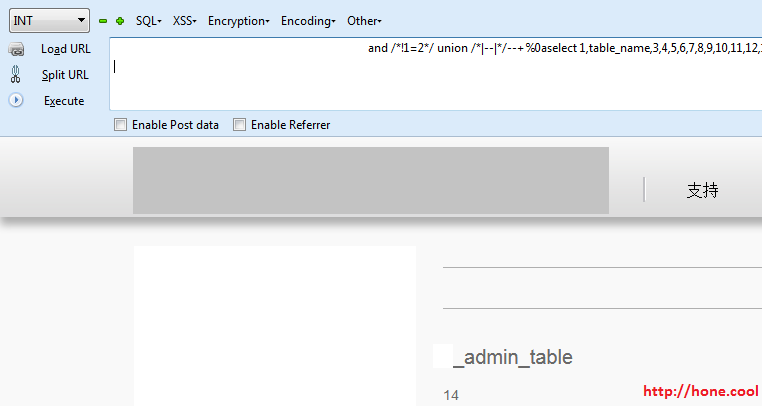 INT SQL▾ XSS▾ Encryption▾ Encoding▾ Other▾
Load URL
and /*!1=2*/ union /*|--|*/--+ %0aselect 1,table_name,3,4,5,6,7,8,9,10,11,12,
Split URL
Execute
Enable Post data Enable Referrer
支持
_admin_table
14
http://hone.cool